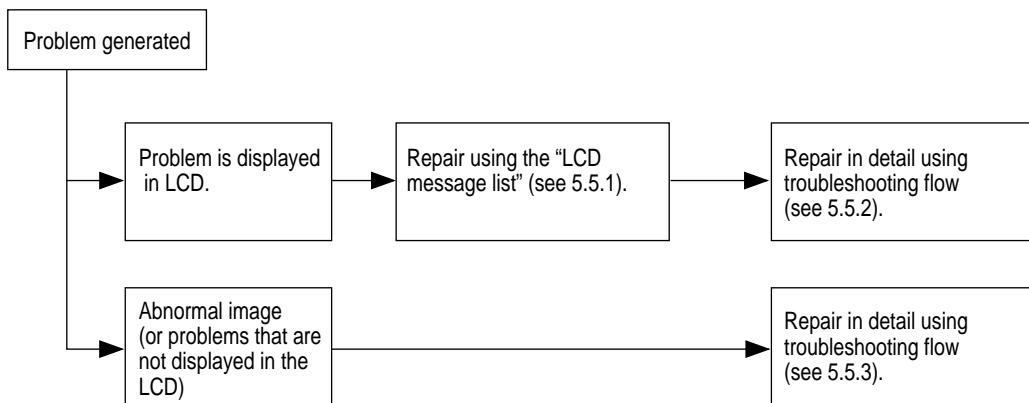 Problem generated
Problem is displayed
in LCD.
Repair using the “LCD
message list” (see 5.5.1).
Repair in detail using
troubleshooting flow
(see 5.5.2).
Abnormal image
(or problems that are
not displayed in the
LCD)
Repair in detail using
troubleshooting flow
(see 5.5.3).